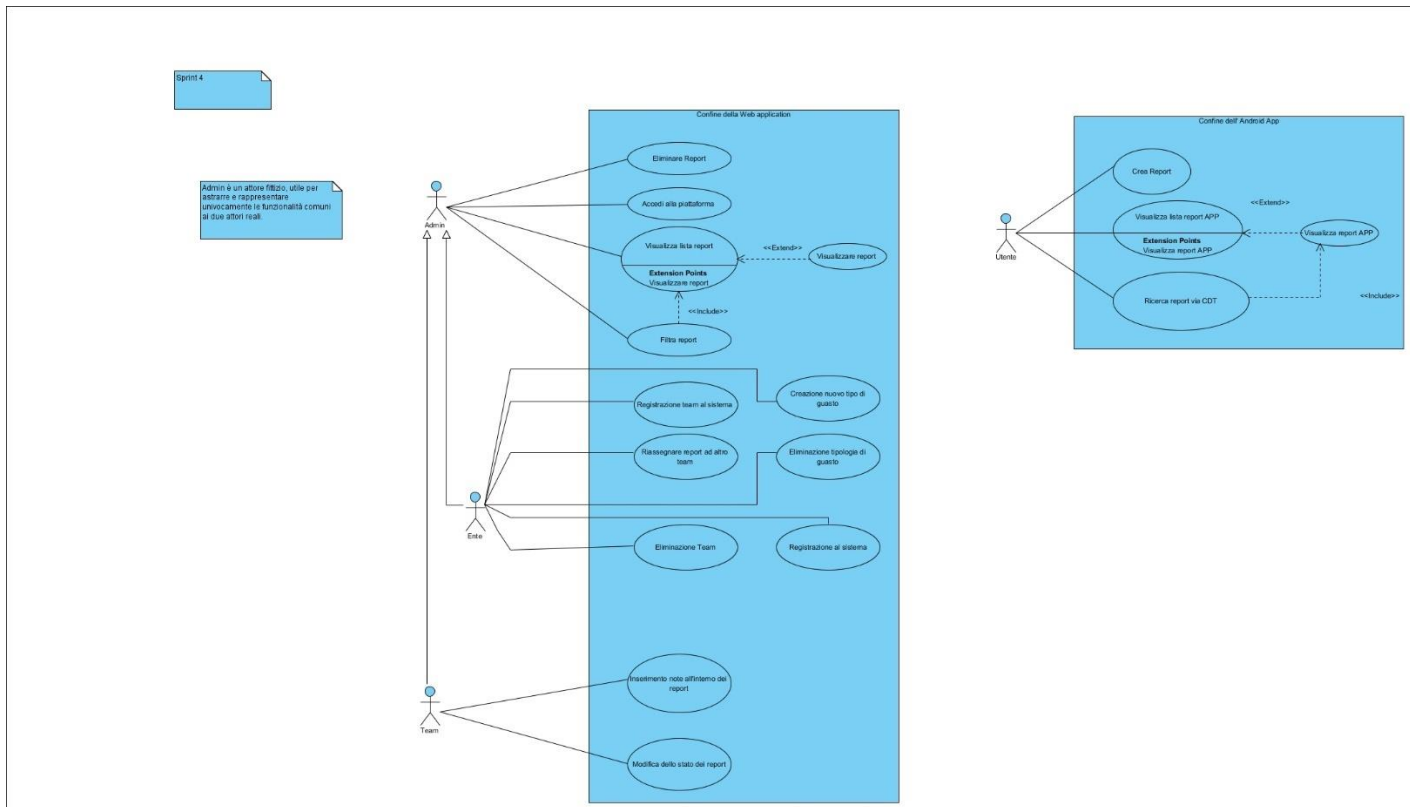 Sprint 4
Admin è un attore fittizio, utile per
astrarre e rappresentare
univocamente le funzionalità comuni
ai due attori reali.
Confine della Web application
Eliminare Report
Accedi alla piattaforma
Admin
Visualizza lista report
Extension Points
Visualizzare report
<<Extend>>
Visualizzare report
<<Include>>
Filtra report
Creazione nuovo tipo di
guasto
Registrazione team al sistema
Riassegnare report ad altro
team
Eliminazione tipologia di
guasto
Ente
Eliminazione Team
Registrazione al sistema
Inserimento note all'interno dei
report
Team
Modifica dello stato dei report
Confine dell' Android App
Crea Report
Utente
Visualizza lista report APP
Extension Points
Visualizza report APP
<<Extend>>
Visualizza report APP
Ricerca report via CDT
<<Include>>